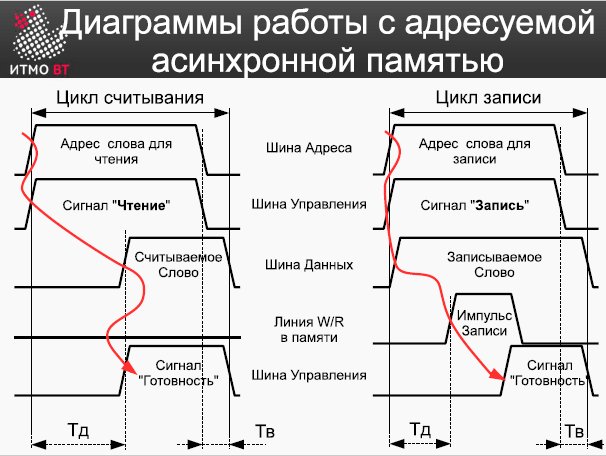 Диаграммы работы с адресуемой
асинхронной памятью
ИТМО ВТ
Цикл считывания
Цикл записи
Адрес слова для
чтения
Шина Адреса
Адрес слова для
записи
Сигнал "Чтение"
Шина Управления
Сигнал "Запись"
Считываемое
Слово
Шина Данных
Записываемое
Слово
Линия W/R
в памяти
Импульс
Записи
Сигнал
"Готовность"
Шина Управления
Сигнал
"Готовность"
Тд
Тв
Тд
Тв